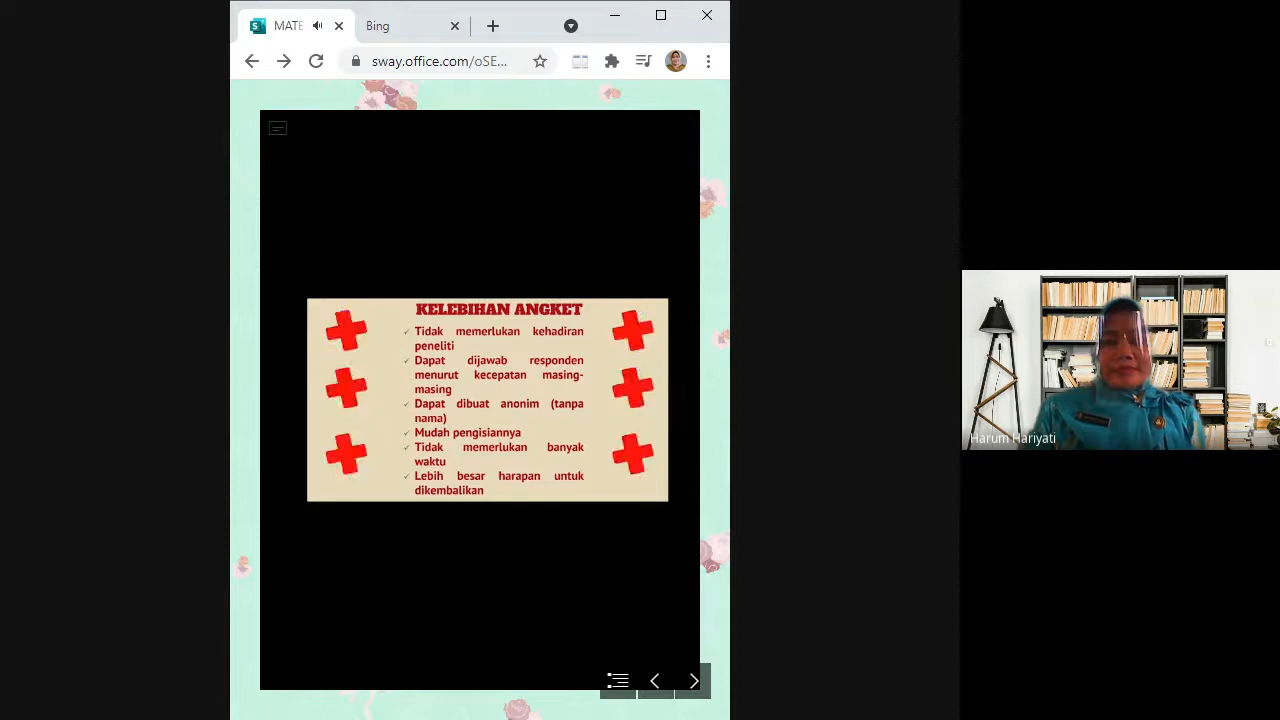 MATE
Bing
sway.office.com/oSE...
KELEBIHAN ANGKET
Tidak memerlukan kehadiran
peneliti
Dapat dijawab responden
menurut kecepatan masing-
masing
Dapat dibuat anonim (tanpa
nama)
Mudah pengisiannya
Tidak memerlukan banyak
waktu
Lebih besar harapan untuk
dikembalikan
Harum Hariyati